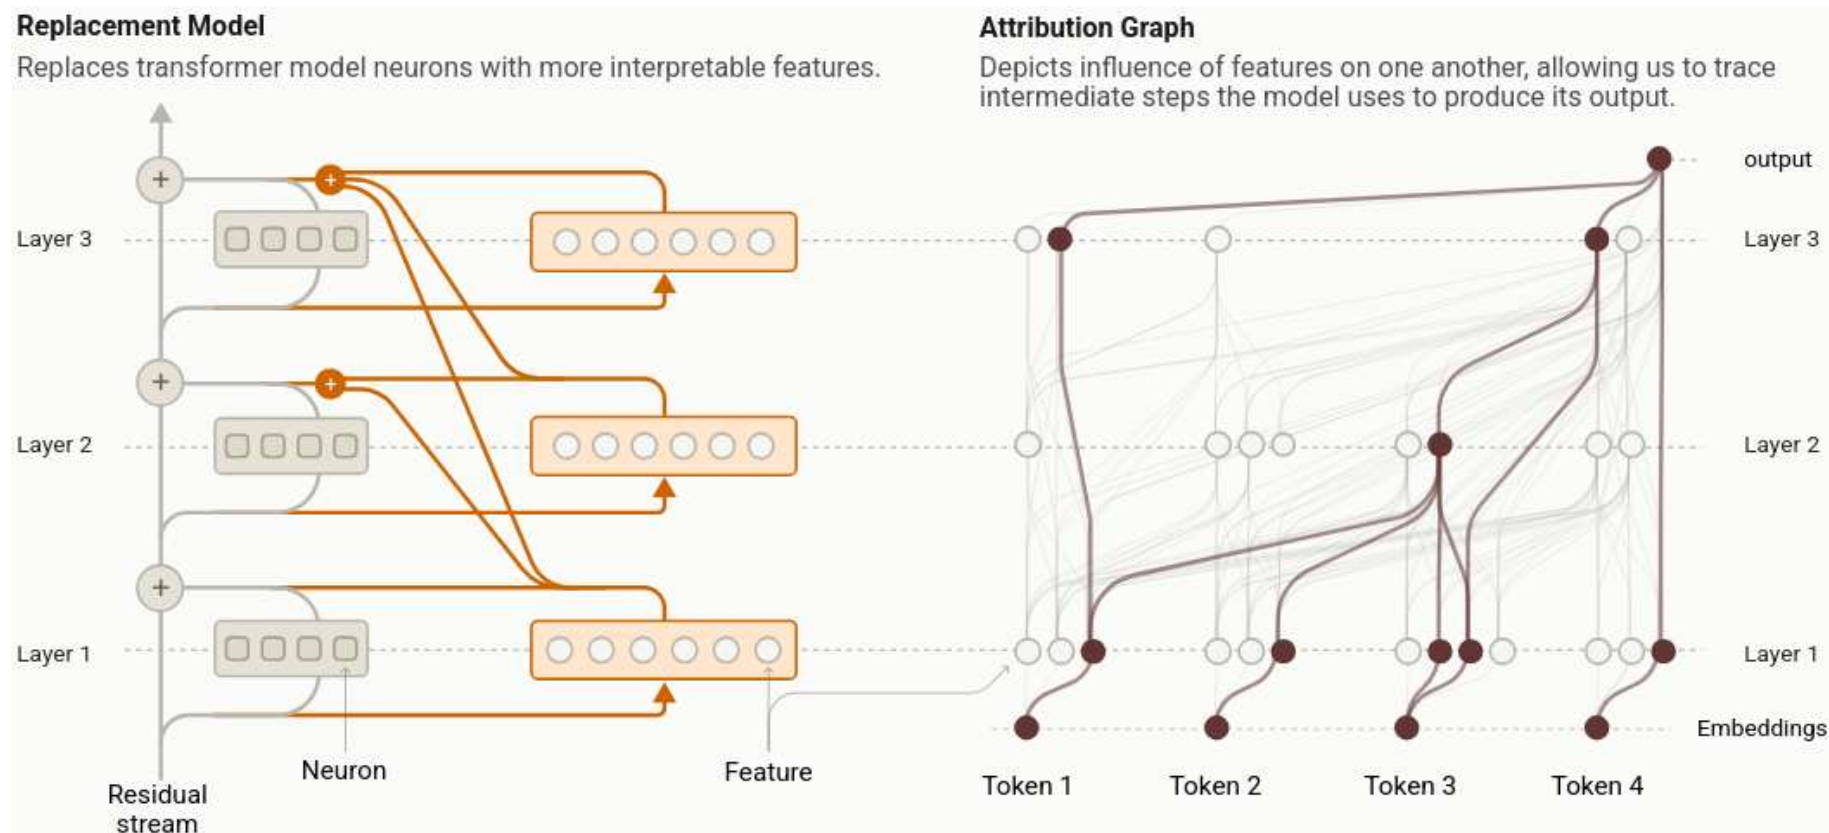 Replacement Model
Replaces transformer model neurons with more interpretable features.
+
+
Layer 3
+
+
Layer 2
+
Layer 1
Neuron
Feature
Residual
stream
Attribution Graph
Depicts influence of features on one another, allowing us to trace
intermediate steps the model uses to produce its output.
output
Layer 3
Layer 2
Layer 1
Embeddings
Token 1
Token 2
Token 3
Token 4